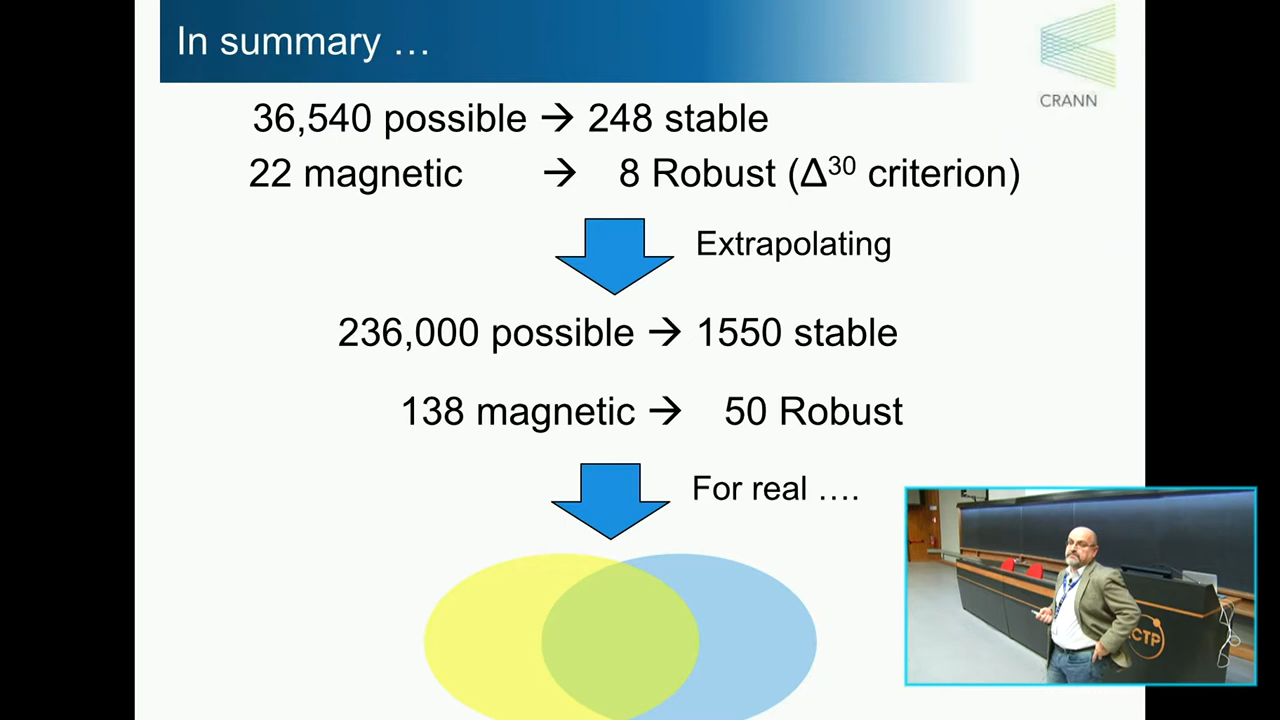 In summary …
CRANN
36,540 possible → 248 stable
22 magnetic → 8 Robust (Δ30 criterion)
Extrapolating
236,000 possible → 1550 stable
138 magnetic → 50 Robust
For real ….
CTP